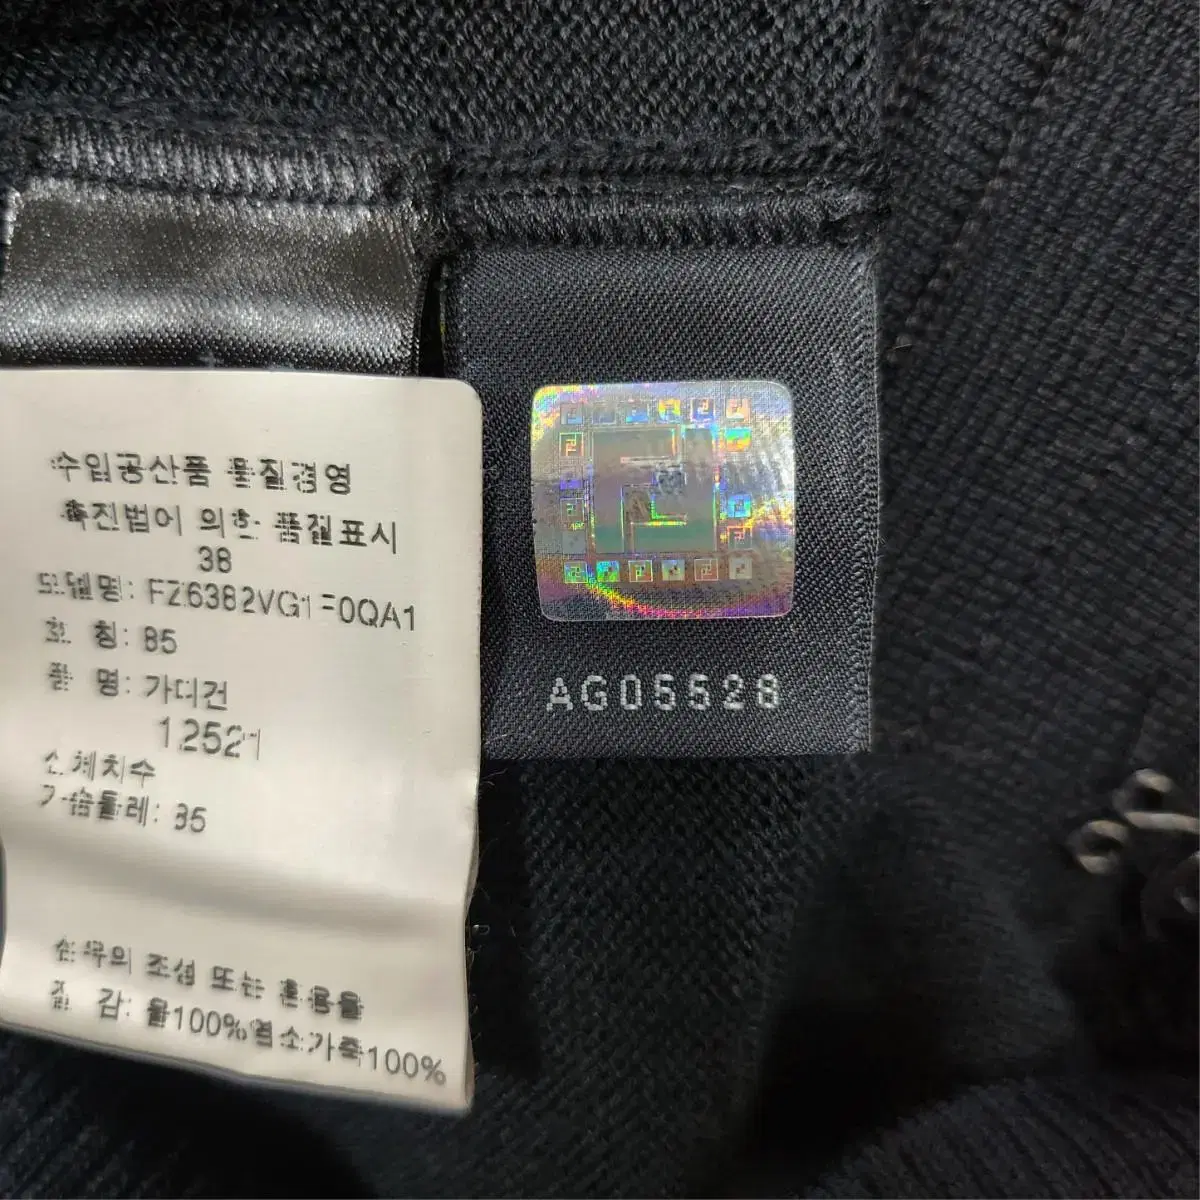 수입공산품 품질경영
촉진법에 의한 품질표시
38
모델명: FZ6382VG1F0QA1
호 칭: 85
품 명: 가디건
12521
신체치수
가슴둘레: 85
섬유의 조성 또는 혼용율
겉 감: 울100%염소가죽100%
AG05528